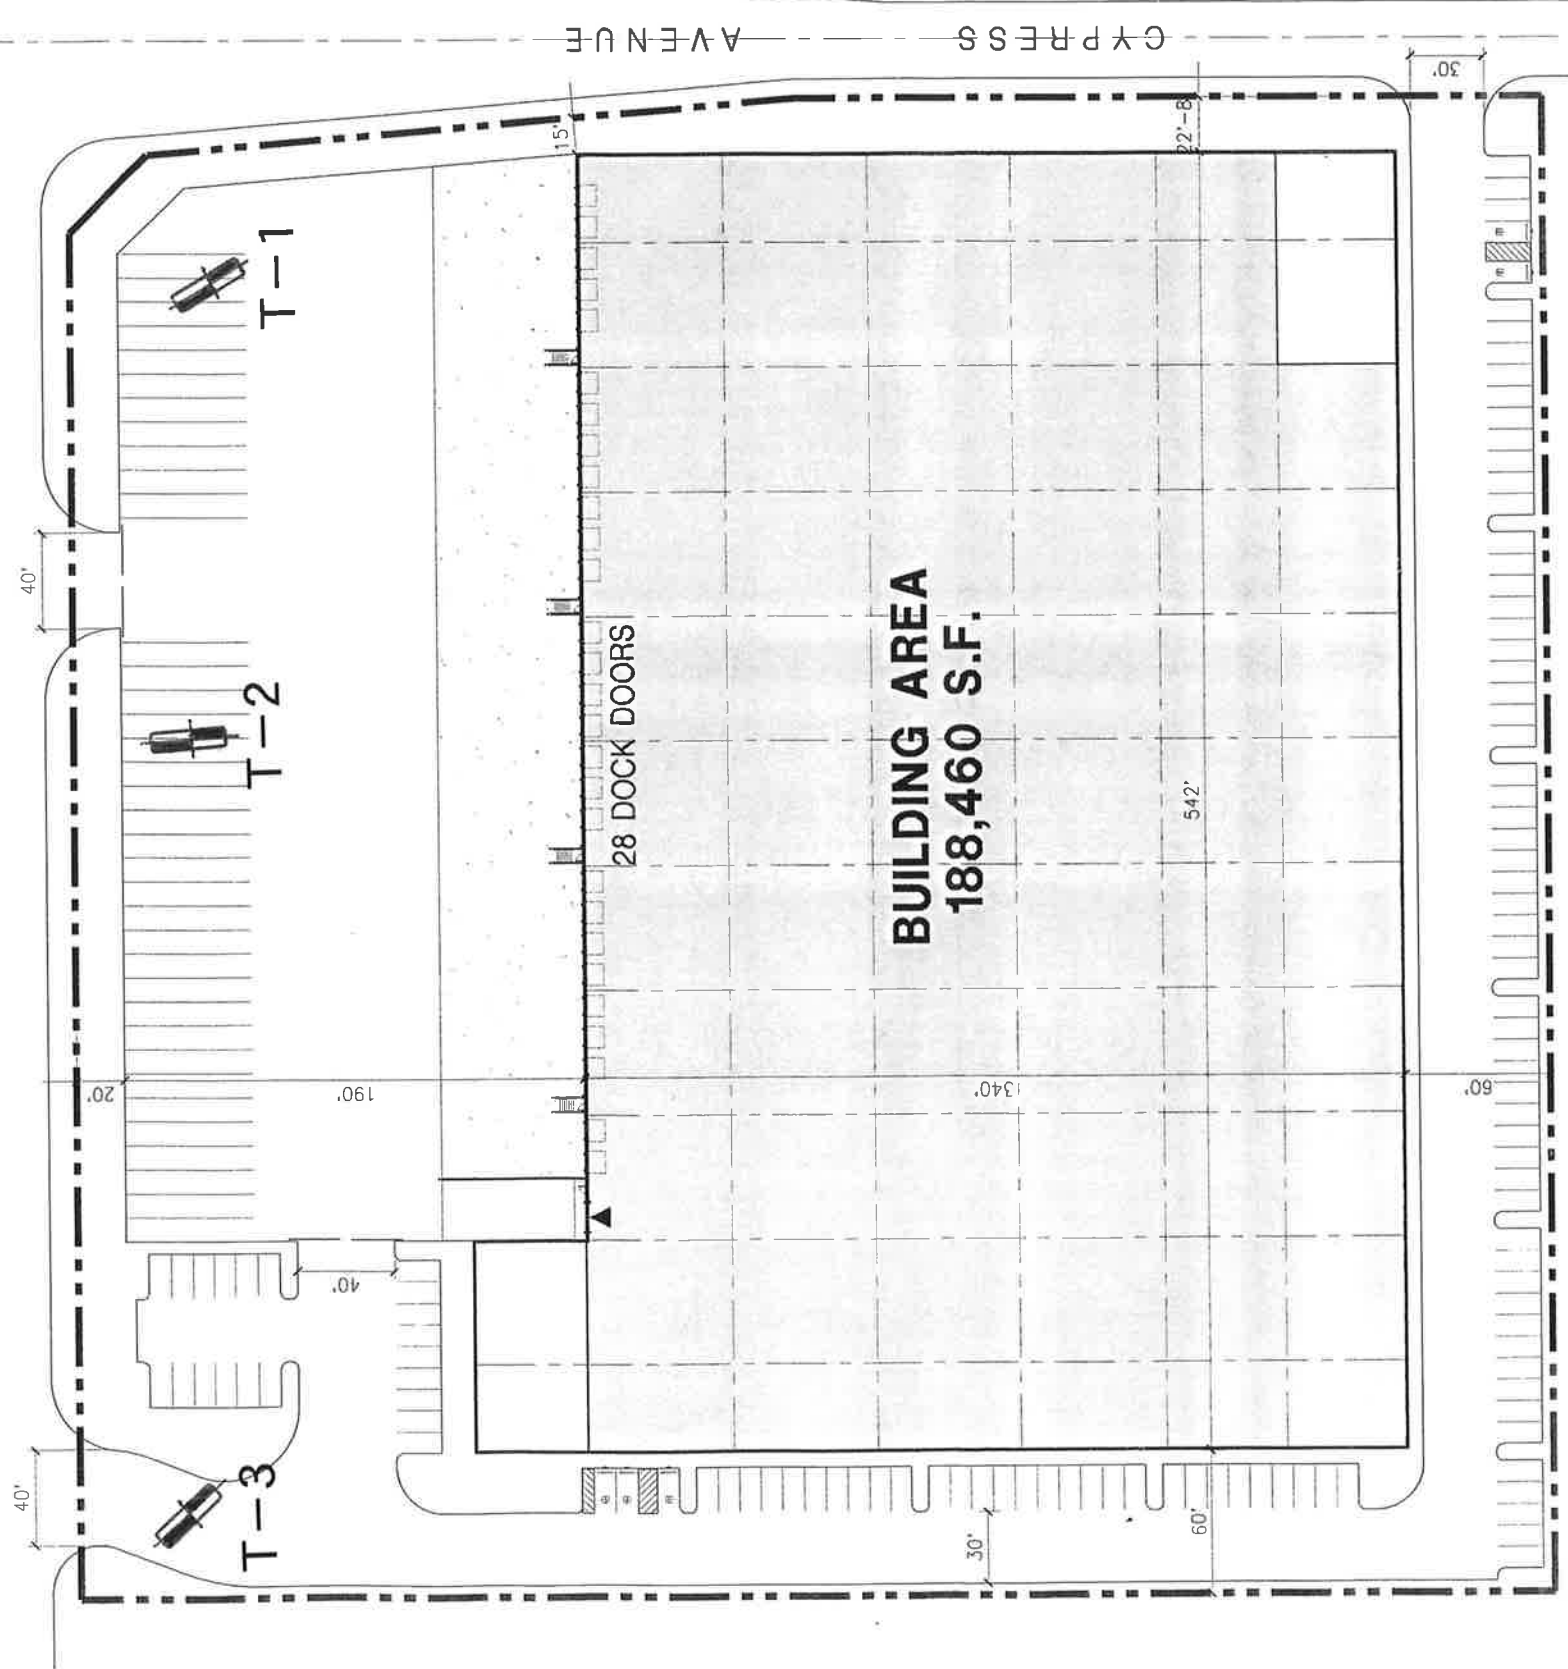 CYPRESS AVENUE
30'
15'
22'-8
T-1
40'
T-2
28 DOCK DOORS
BUILDING AREA
188,460 S.F.
542'
20'
190'
340'
60'
40'
40'
T-3
30'
60'